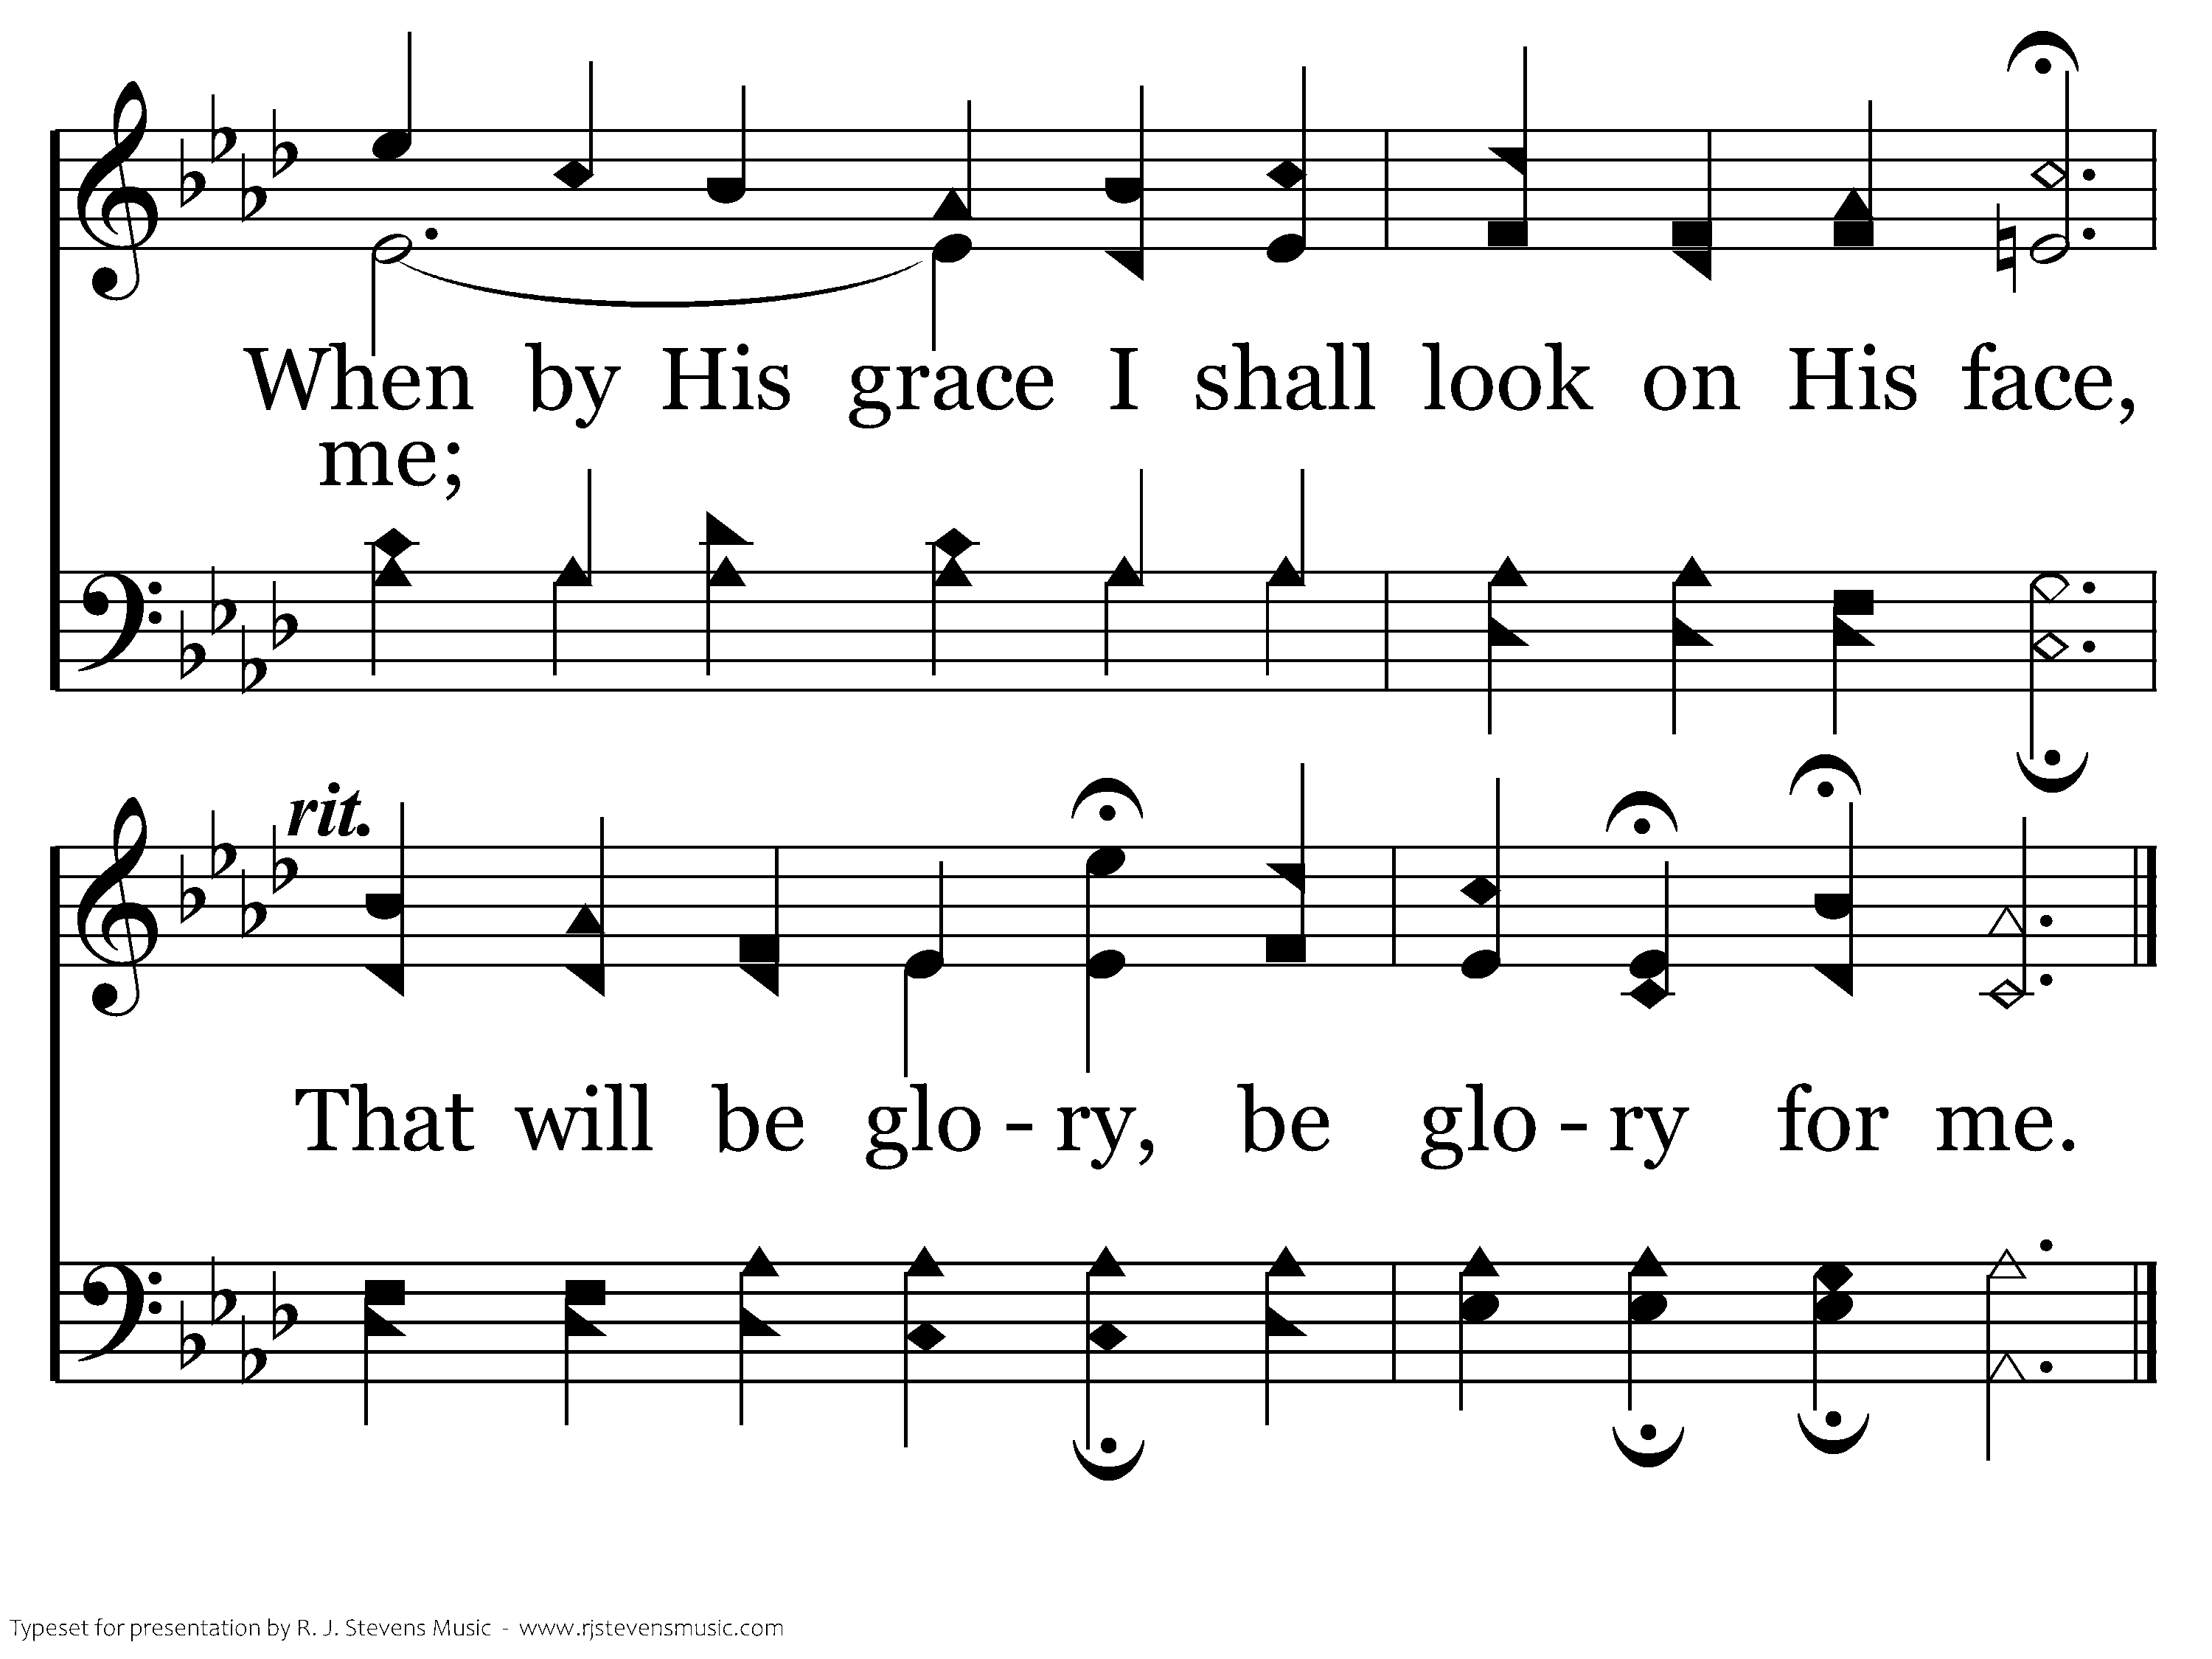 When by His grace I shall look on His face,
me;
rit.
That will be glo - ry, be glo - ry for me.
Typeset for presentation by R. J. Stevens Music - www.rjstevensmusic.com